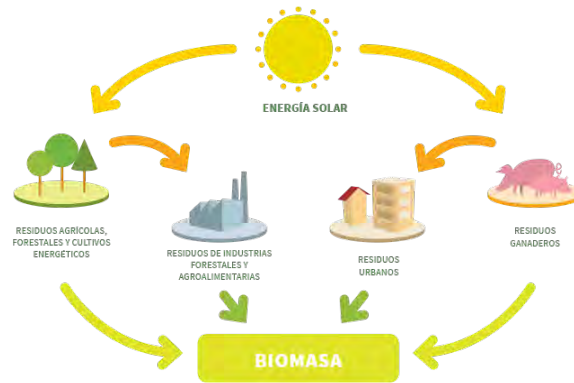 ENERGÍA SOLAR
RESIDUOS AGRÍCOLAS,
FORESTALES Y CULTIVOS
ENERGÉTICOS
RESIDUOS DE INDUSTRIAS
FORESTALES Y
AGROALIMENTARIAS
RESIDUOS
URBANOS
RESIDUOS
GANADEROS
BIOMASA